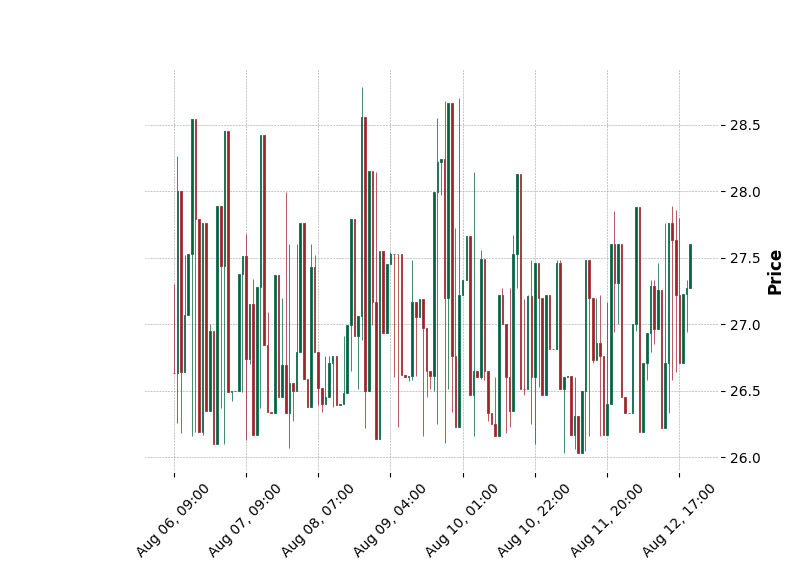 28.5
28.0
27.5
27.0
26.5
26.0
Price
Aug 06, 09:00
Aug 07, 09:00
Aug 08, 07:00
Aug 09, 04:00
Aug 10, 01:00
Aug 10, 22:00
Aug 11, 20:00
Aug 12, 17:00